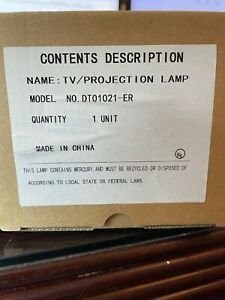 CONTENTS DESCRIPTION
NAME: TV/PROJECTION LAMP
MODEL NO. DT01021-ER
QUANTITY 1 UNIT
MADE IN CHINA
THIS LAMP CONTAINS MERCURY AND MUST BE RECYCLED OR DISPOSED OF
ACCORDING TO LOCAL STATE OR FEDERAL LAWS.